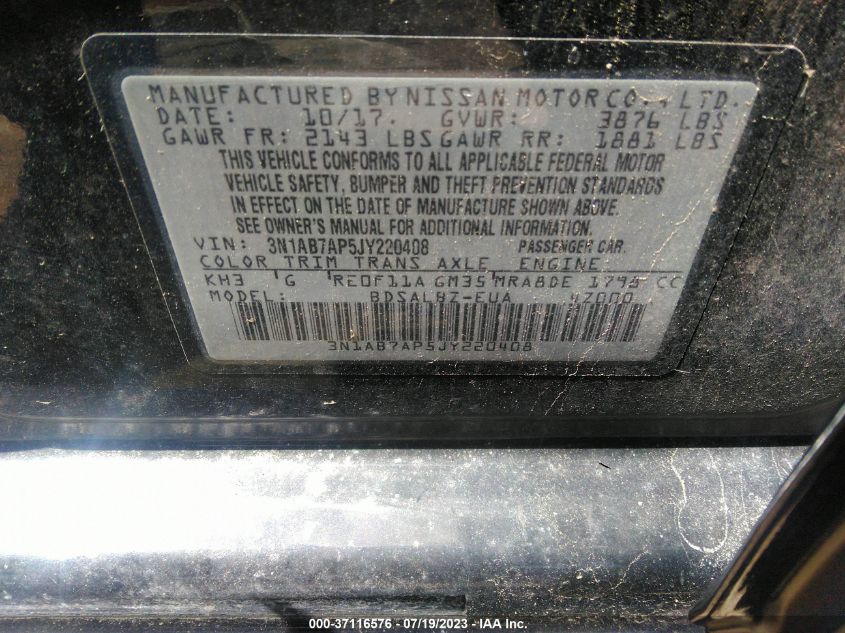 MANUFACTURED BY NISSAN MOTOR CO., LTD.
DATE: 10/17. GVWR: 3876 LBS
GAWR FR: 2143 LBS GAWR RR: 1881 LBS
THIS VEHICLE CONFORMS TO ALL APPLICABLE FEDERAL MOTOR
VEHICLE SAFETY, BUMPER AND THEFT PREVENTION STANDARDS
IN EFFECT ON THE DATE OF MANUFACTURE SHOWN ABOVE.
SEE OWNER'S MANUAL FOR ADDITIONAL INFORMATION.
VIN: 3N1AB7AP5JY220408 PASSENGER CAR.
COLOR TRIM TRANS AXLE ENGINE
KH3 G RE0F11A GM35 MRA8DE 1798 CC
MODEL: BDSALBZ-EUA 47000
3N1AB7AP5JY220408
000-37116576 - 07/19/2023 - IAA Inc.